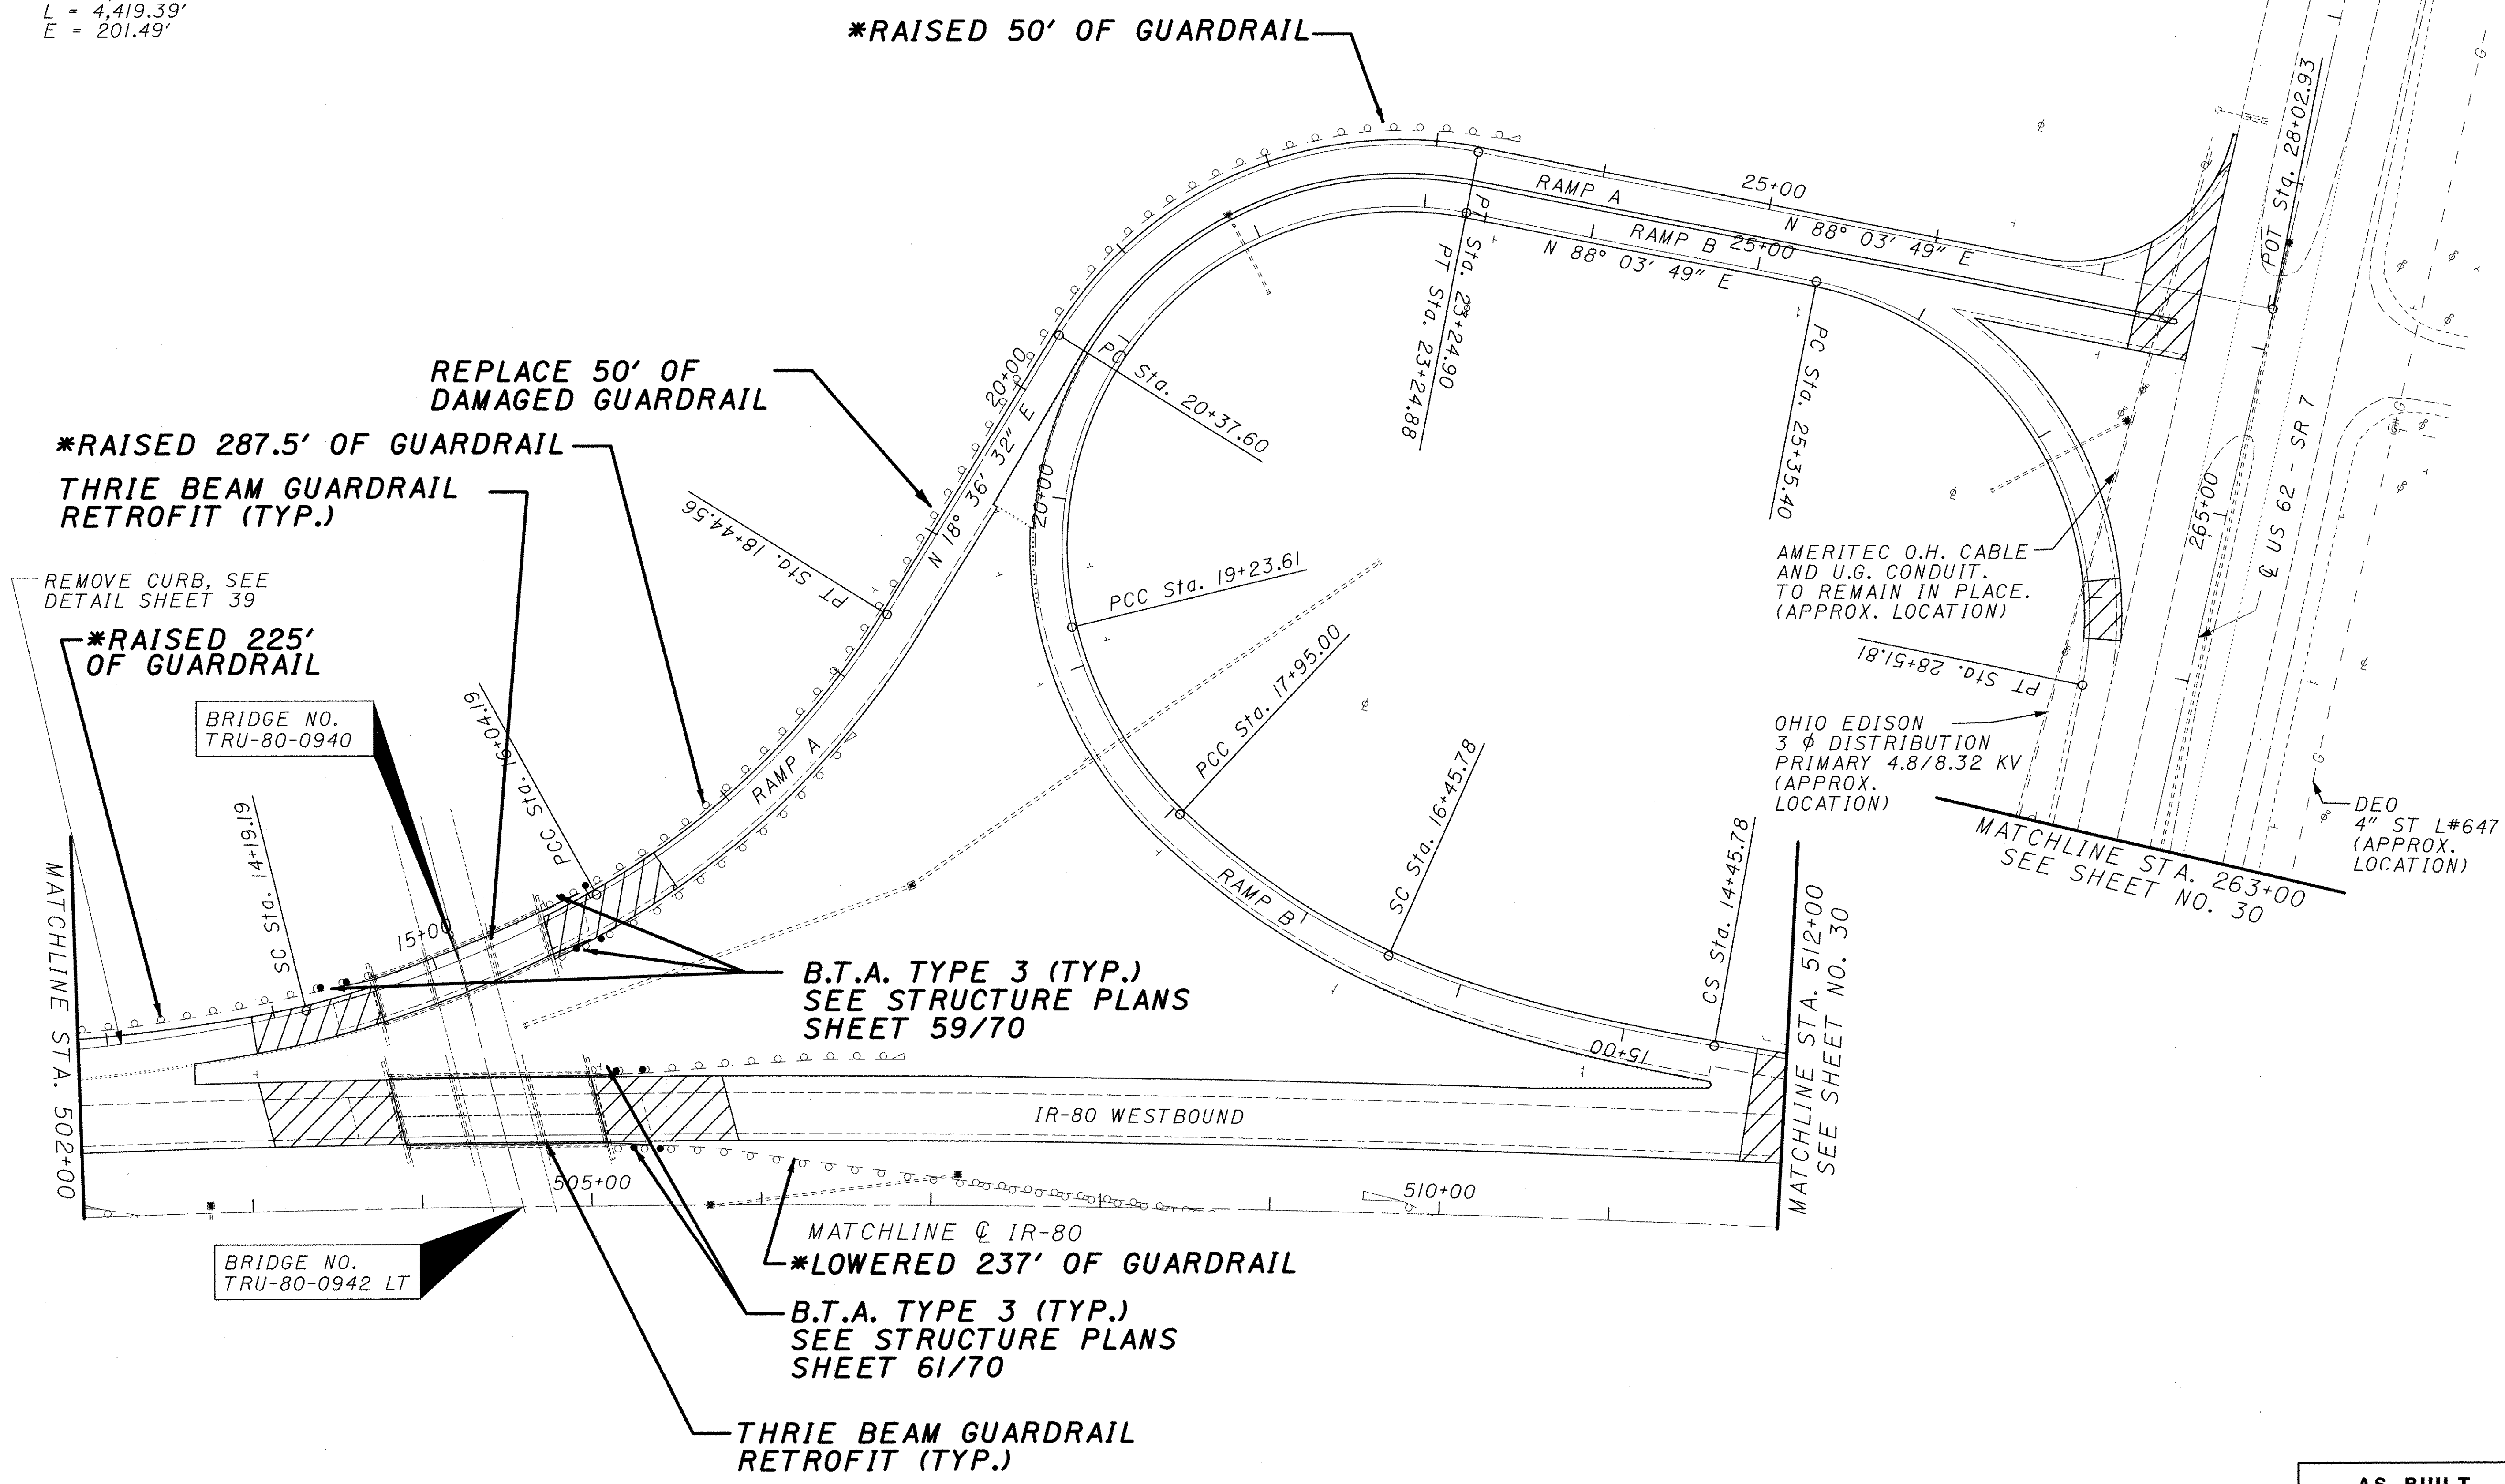 L = 4,419.39'
E = 201.49'
*RAISED 50' OF GUARDRAIL
REPLACE 50' OF
DAMAGED GUARDRAIL
*RAISED 287.5' OF GUARDRAIL
THRIE BEAM GUARDRAIL
RETROFIT (TYP.)
REMOVE CURB, SEE
DETAIL SHEET 39
*RAISED 225'
OF GUARDRAIL
BRIDGE NO.
TRU-80-0940
SC Sta. 14+19.19
PCC Sta. 16+04.19
PT Sta. 18+44.56
15+00
RAMP A
N 18° 36' 32" E
20+00
PC Sta. 20+37.60
20+00
PCC Sta. 19+23.61
PCC Sta. 17+95.00
SC Sta. 16+45.78
CS Sta. 14+45.78
RAMP B
15+00
PT Sta. 23+24.90
PT Sta. 23+24.88
RAMP A
25+00
N 88° 03' 49" E
RAMP B
25+00
N 88° 03' 49" E
PC Sta. 25+35.40
POT Sta. 28+02.93
AMERITEC O.H. CABLE
AND U.G. CONDUIT.
TO REMAIN IN PLACE.
(APPROX. LOCATION)
PT Sta. 28+51.81
OHIO EDISON
3 ϕ DISTRIBUTION
PRIMARY 4.8/8.32 KV
(APPROX.
LOCATION)
265+00
℄ US 62 - SR 7
G
G
G
G
DEO
4" ST L#647
(APPROX.
LOCATION)
MATCHLINE STA. 263+00
SEE SHEET NO. 30
MATCHLINE STA. 512+00
SEE SHEET NO. 30
MATCHLINE STA. 502+00
B.T.A. TYPE 3 (TYP.)
SEE STRUCTURE PLANS
SHEET 59/70
IR-80 WESTBOUND
505+00
510+00
MATCHLINE ℄ IR-80
*LOWERED 237' OF GUARDRAIL
BRIDGE NO.
TRU-80-0942 LT
B.T.A. TYPE 3 (TYP.)
SEE STRUCTURE PLANS
SHEET 61/70
THRIE BEAM GUARDRAIL
RETROFIT (TYP.)
AS BUILT